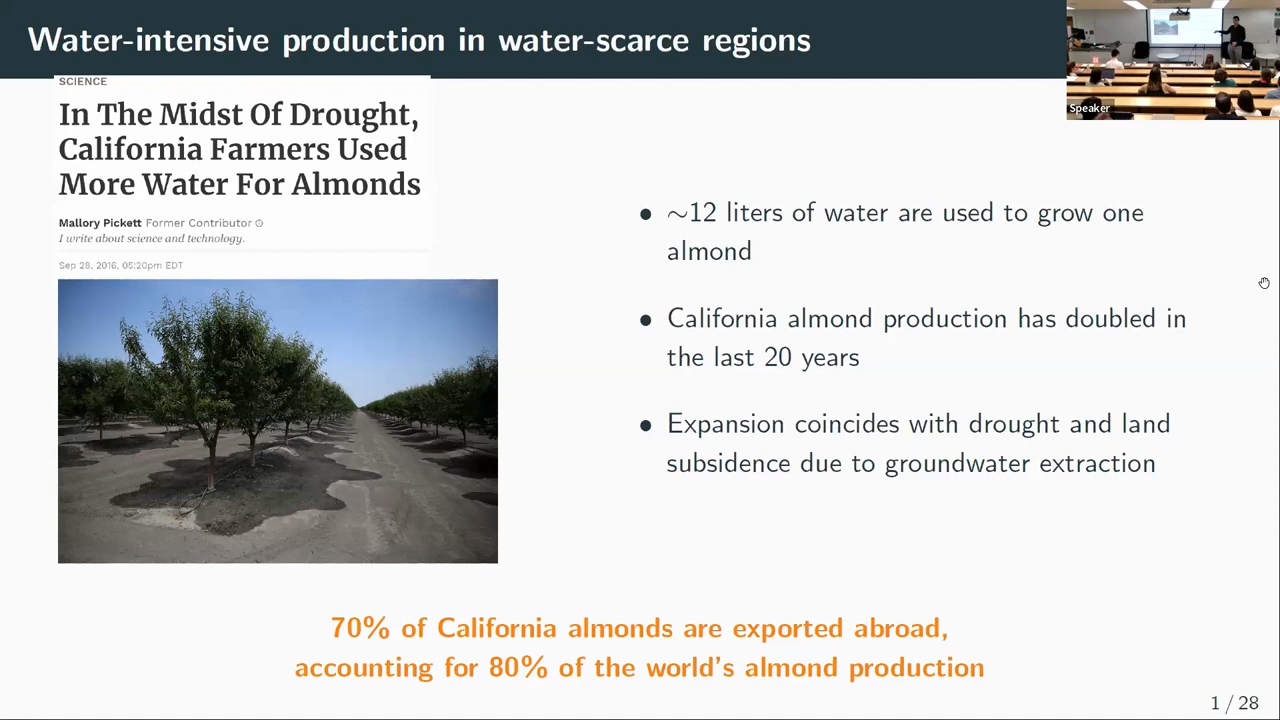 Water-intensive production in water-scarce regions
Speaker
SCIENCE
In The Midst Of Drought,
California Farmers Used
More Water For Almonds
Mallory Pickett Former Contributor
I write about science and technology.
Sep 28, 2016, 05:20pm EDT
• ~12 liters of water are used to grow one
almond
• California almond production has doubled in
the last 20 years
• Expansion coincides with drought and land
subsidence due to groundwater extraction
70% of California almonds are exported abroad,
accounting for 80% of the world's almond production
1 / 28